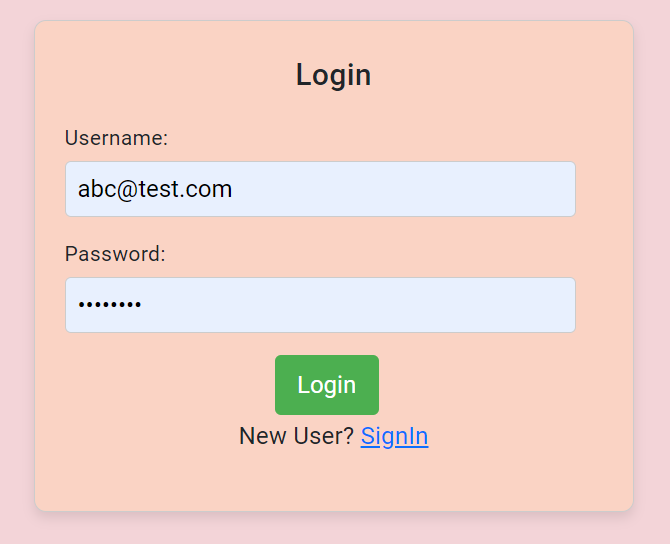 Login
Username:
abc@test.com
Password:
••••••••
Login
New User? SignIn